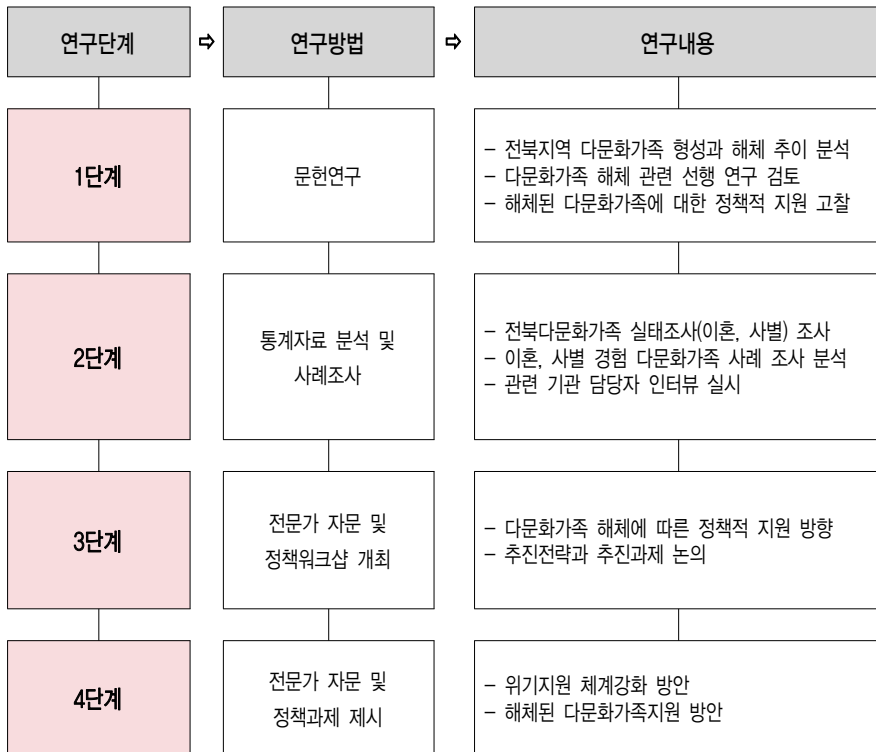 연구단계 ⇨ 연구방법 ⇨ 연구내용
1단계
문헌연구
– 전북지역 다문화가족 형성과 해체 추이 분석
– 다문화가족 해체 관련 선행 연구 검토
– 해체된 다문화가족에 대한 정책적 지원 고찰
2단계
통계자료 분석 및
사례조사
– 전북다문화가족 실태조사(이혼, 사별) 조사
– 이혼, 사별 경험 다문화가족 사례 조사 분석
– 관련 기관 담당자 인터뷰 실시
3단계
전문가 자문 및
정책워크샵 개최
– 다문화가족 해체에 따른 정책적 지원 방향
– 추진전략과 추진과제 논의
4단계
전문가 자문 및
정책과제 제시
– 위기지원 체계강화 방안
– 해체된 다문화가족지원 방안